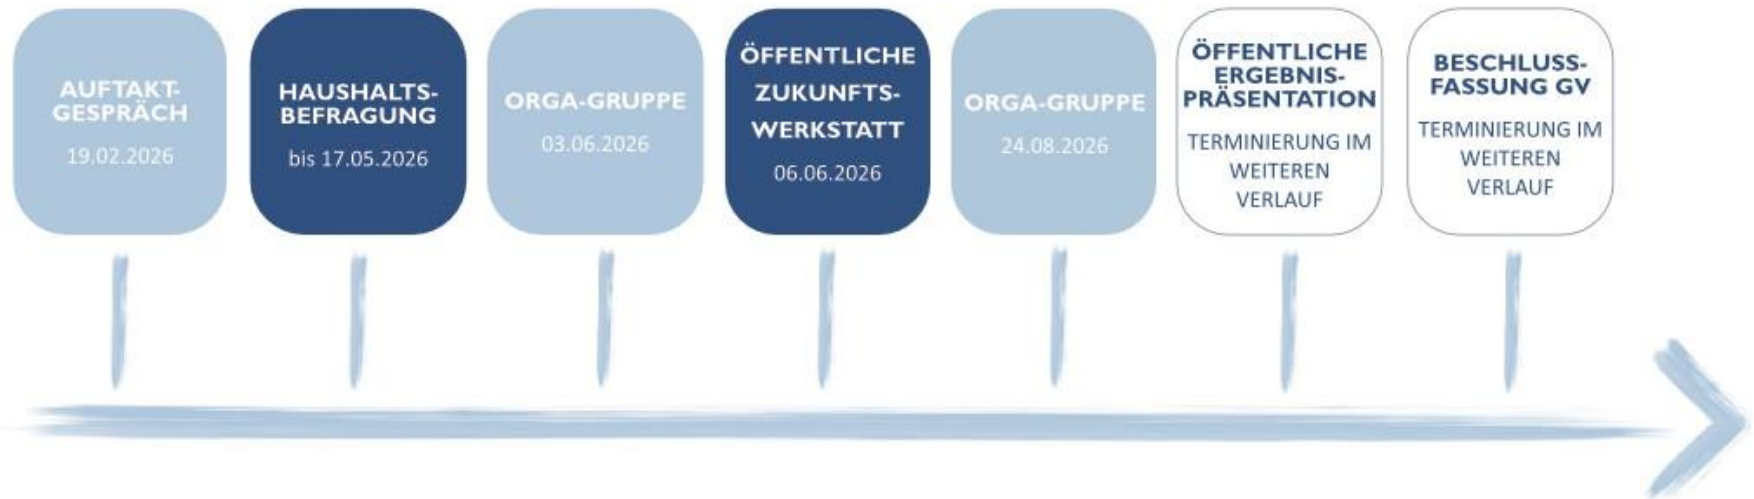 AUFTAKT-
GESPRÄCH
19.02.2026
HAUSHALTS-
BEFRAGUNG
bis 17.05.2026
ORGA-GRUPPE
03.06.2026
ÖFFENTLICHE
ZUKUNFTS-
WERKSTATT
06.06.2026
ORGA-GRUPPE
24.08.2026
ÖFFENTLICHE
ERGEBNIS-
PRÄSENTATION
TERMINIERUNG IM
WEITEREN
VERLAUF
BESCHLUSS-
FASSUNG GV
TERMINIERUNG IM
WEITEREN
VERLAUF